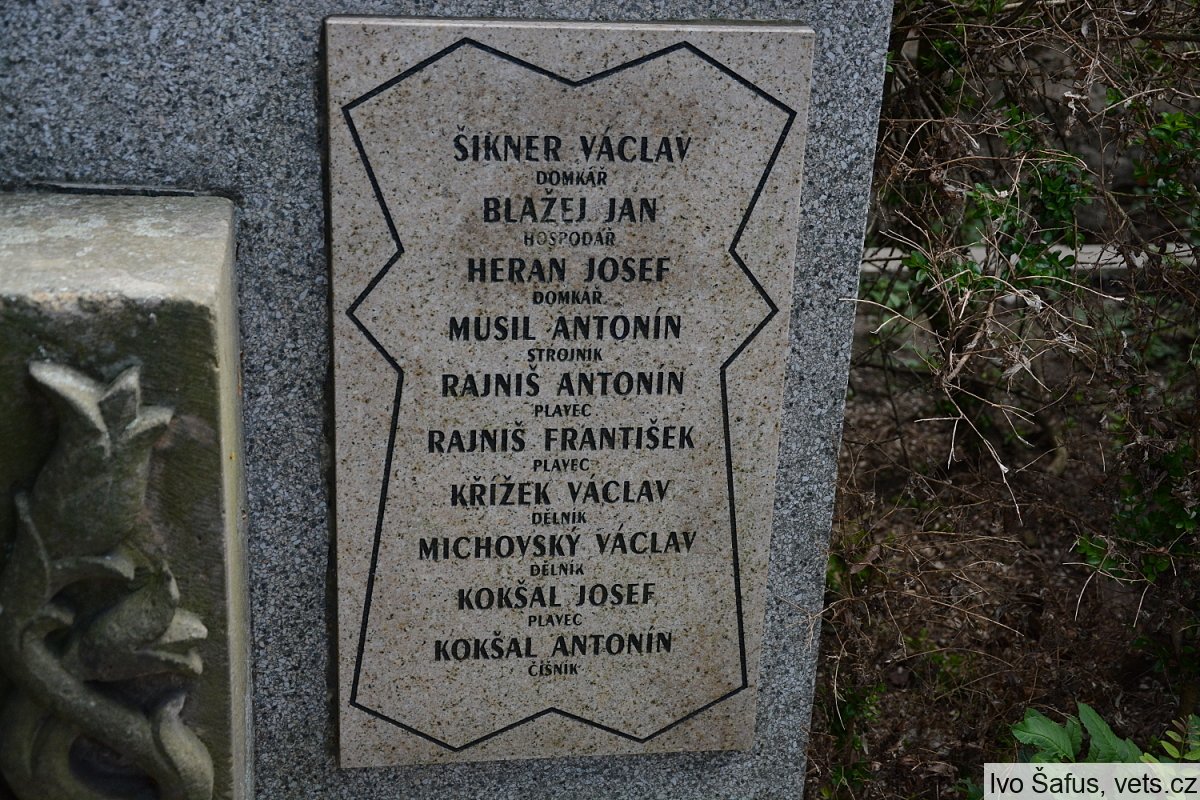 ŠIKNER VÁCLAV
DOMKÁŘ
BLAŽEJ JAN
HOSPODÁŘ
HERAN JOSEF
DOMKÁŘ
MUSIL ANTONÍN
STROJNÍK
RAJNIŠ ANTONÍN
PLAVEC
RAJNIŠ FRANTIŠEK
PLAVEC
KŘÍŽEK VÁCLAV
DĚLNÍK
MICHOVSKÝ VÁCLAV
DĚLNÍK
KOKŠAL JOSEF
PLAVEC
KOKŠAL ANTONÍN
ČÍŠNÍK
Ivo Šafus, vets.cz